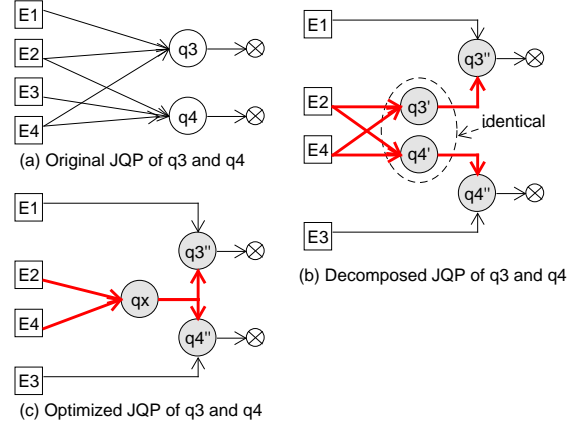 E1
E2
E3
E4
q3
q4
(a) Original JQP of q3 and q4
E1
E2
E4
E3
q3''
q3'
q4'
q4''
identical
(b) Decomposed JQP of q3 and q4
E1
E2
E4
E3
q3''
qx
q4''
(c) Optimized JQP of q3 and q4